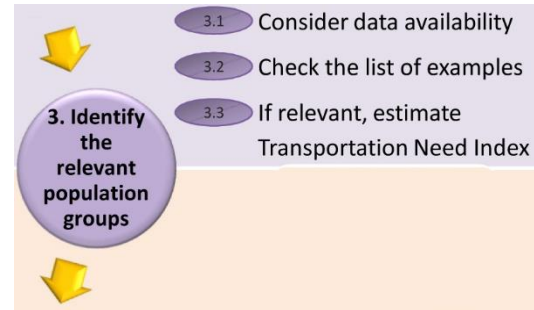 3.1 Consider data availability
3.2 Check the list of examples
3.3 If relevant, estimate
Transportation Need Index
3. Identify
the
relevant
population
groups